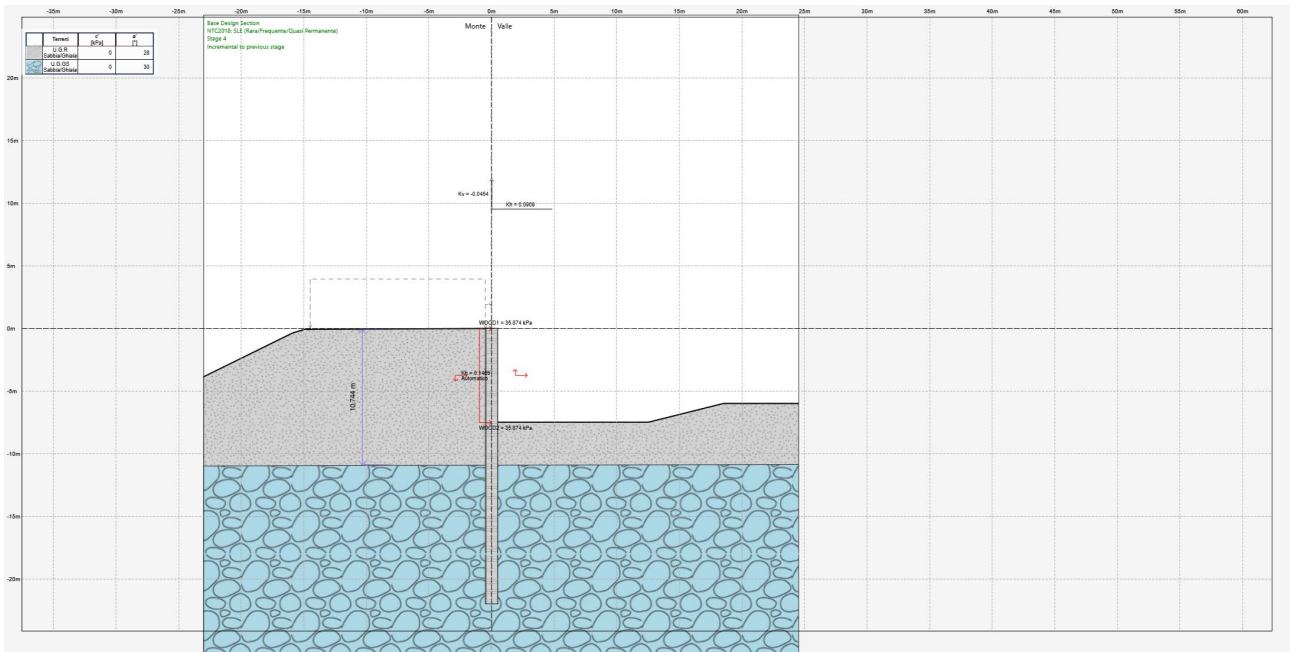 -35m -30m -25m -20m -15m -10m -5m 0m 5m 10m 15m 20m 25m 30m 35m 40m 45m 50m 55m 60m
Base Design Section
NTC2018: SLE (Rara/Frequente/Quasi Permanente)
Stage 4
Incremental to previous stage
Monte Valle
Terreni c' [kPa] ø' [°]
U.G.R Sabbia/Ghiaia 0 28
U.G.GS Sabbia/Ghiaia 0 30
20m
15m
Kv = -0.0484
10m
Kh = 0.0969
5m
0m
WOOD1 = 35.874 kPa
Automatico
-5m
10.744 m
WOOD2 = 35.874 kPa
-10m
-15m
-20m